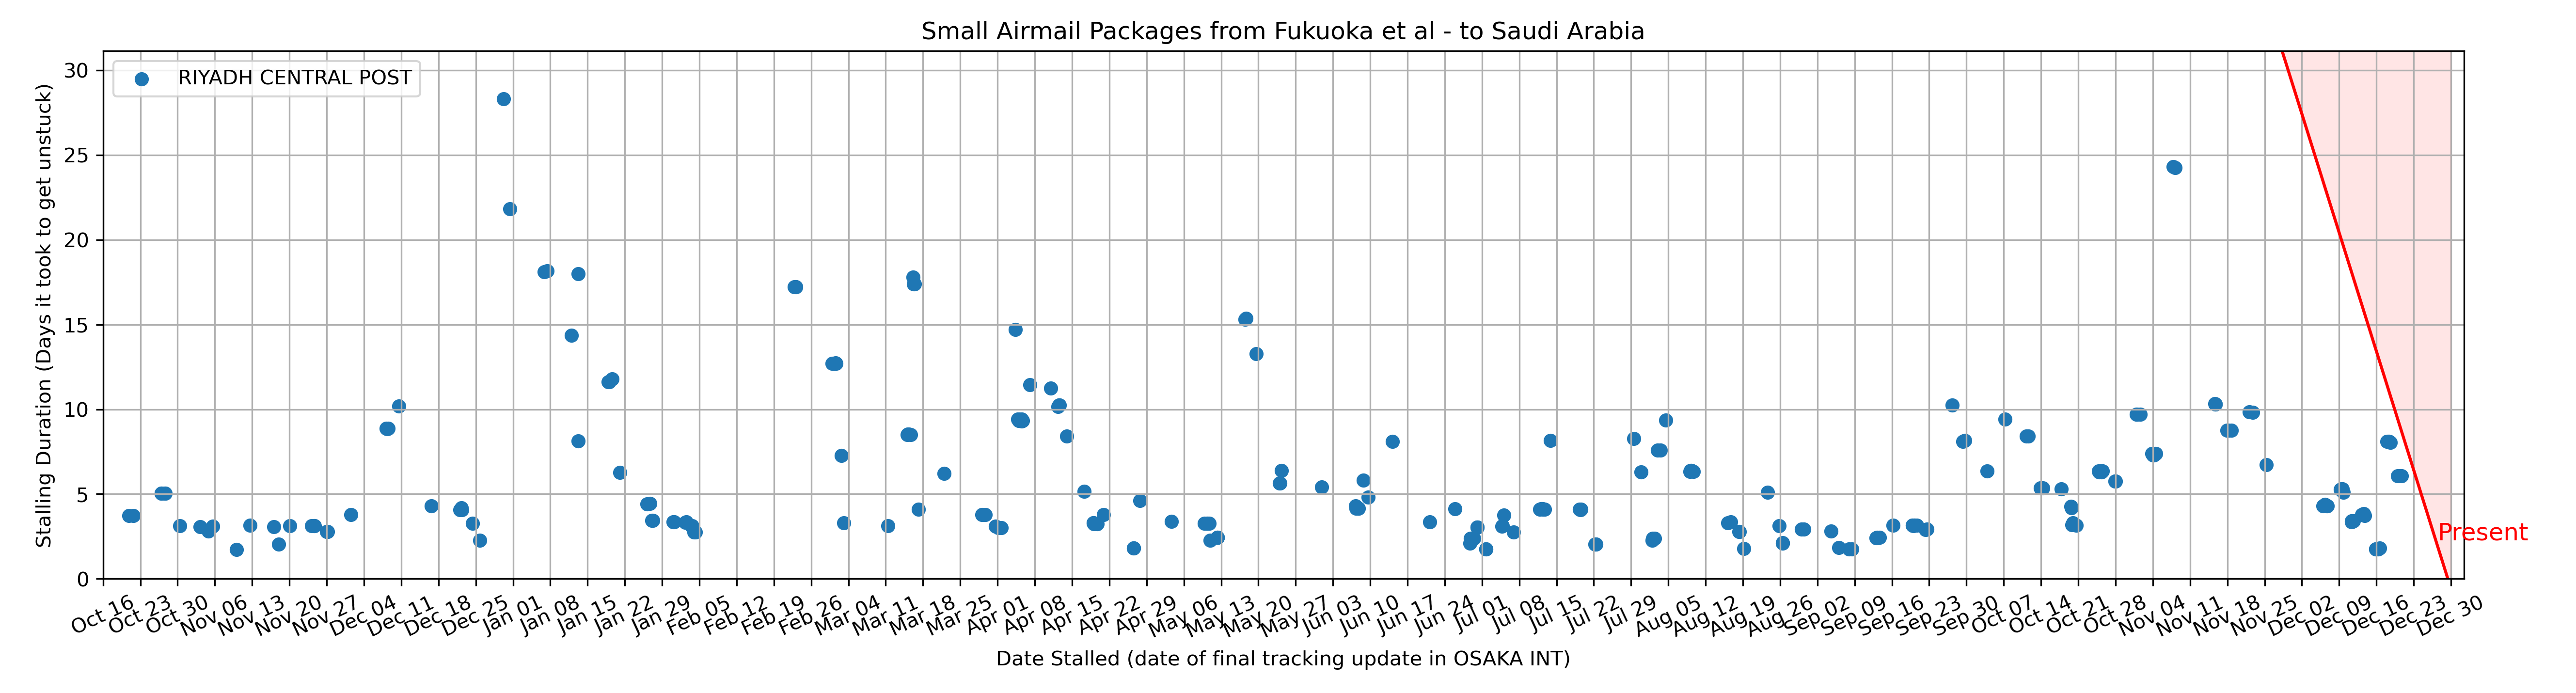 Small Airmail Packages from Fukuoka et al - to Saudi Arabia
RIYADH CENTRAL POST
Stalling Duration (Days it took to get unstuck)
30
25
20
15
10
5
0
Present
Oct 16
Oct 23
Oct 30
Nov 06
Nov 13
Nov 20
Nov 27
Dec 04
Dec 11
Dec 18
Dec 25
Jan 01
Jan 08
Jan 15
Jan 22
Jan 29
Feb 05
Feb 12
Feb 19
Feb 26
Mar 04
Mar 11
Mar 18
Mar 25
Apr 01
Apr 08
Apr 15
Apr 22
Apr 29
May 06
May 13
May 20
May 27
Jun 03
Jun 10
Jun 17
Jun 24
Jul 01
Jul 08
Jul 15
Jul 22
Jul 29
Aug 05
Aug 12
Aug 19
Aug 26
Sep 02
Sep 09
Sep 16
Sep 23
Sep 30
Oct 07
Oct 14
Oct 21
Oct 28
Nov 04
Nov 11
Nov 18
Nov 25
Dec 02
Dec 09
Dec 16
Dec 23
Dec 30
Date Stalled (date of final tracking update in OSAKA INT)